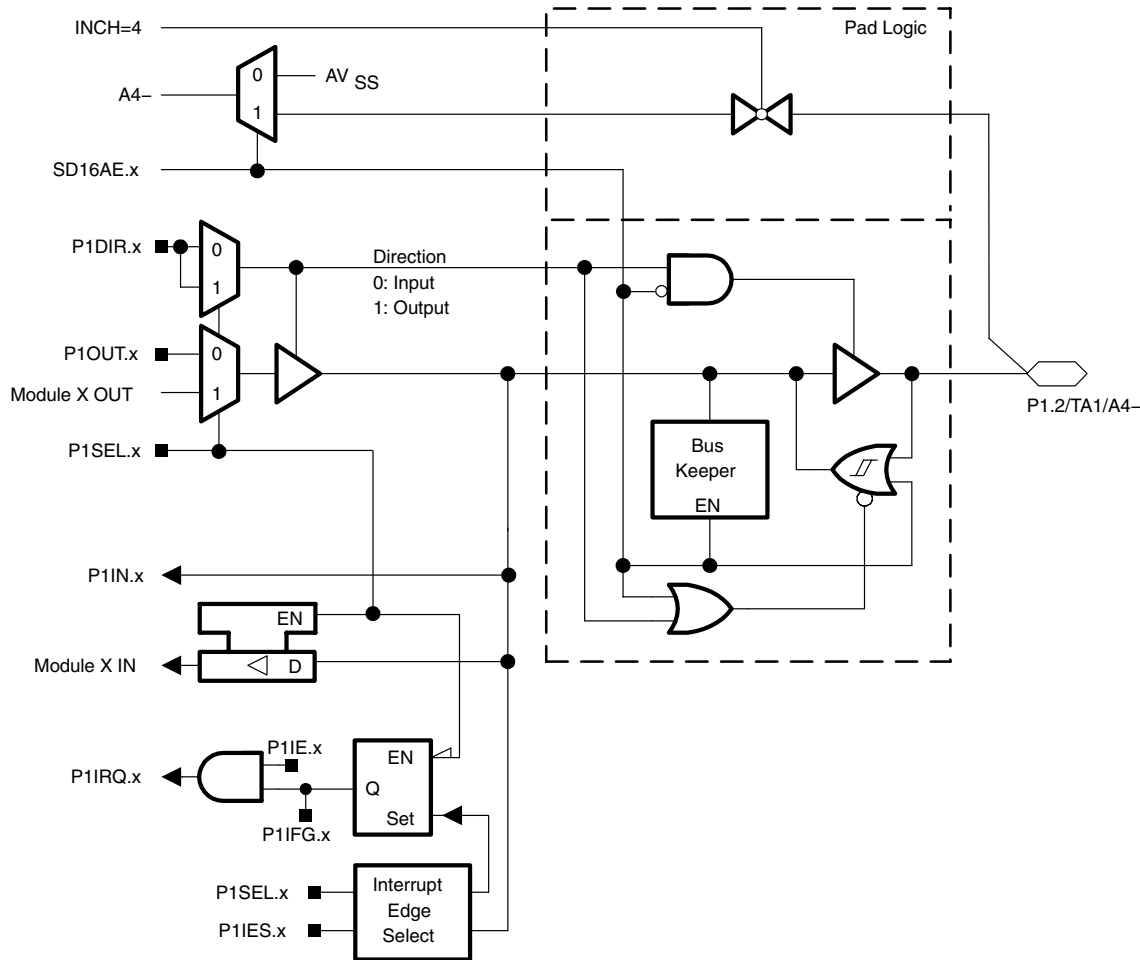 INCH=4
Pad Logic
0
AV SS
A4–
1
SD16AE.x
P1DIR.x
0
1
Direction
0: Input
1: Output
P1OUT.x
0
Module X OUT
1
P1.2/TA1/A4–
P1SEL.x
Bus
Keeper
EN
P1IN.x
EN
Module X IN
D
P1IE.x
EN
P1IRQ.x
Q
Set
P1IFG.x
P1SEL.x
Interrupt
Edge
Select
P1IES.x